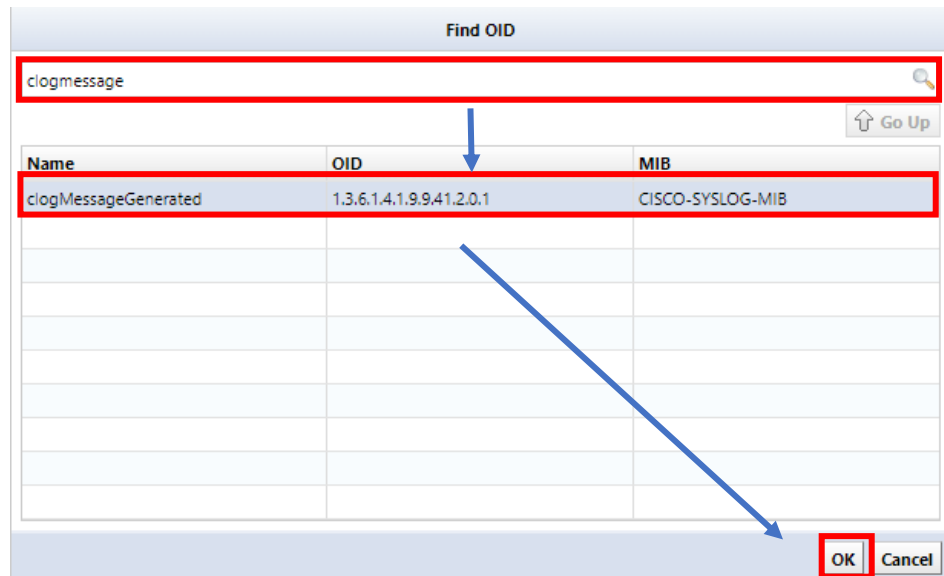 Find OID
clogmessage
Go Up
Name OID MIB
clogMessageGenerated 1.3.6.1.4.1.9.9.41.2.0.1 CISCO-SYSLOG-MIB
OK Cancel